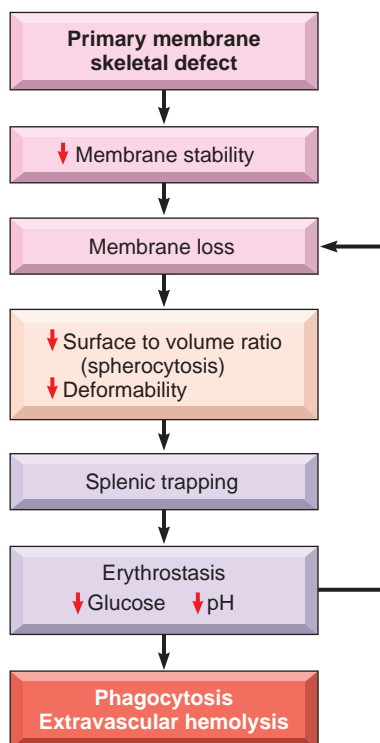 Primary membrane
skeletal defect
↓ Membrane stability
Membrane loss
↓ Surface to volume ratio
(spherocytosis)
↓ Deformability
Splenic trapping
Erythrostasis
↓ Glucose ↓ pH
Phagocytosis
Extravascular hemolysis